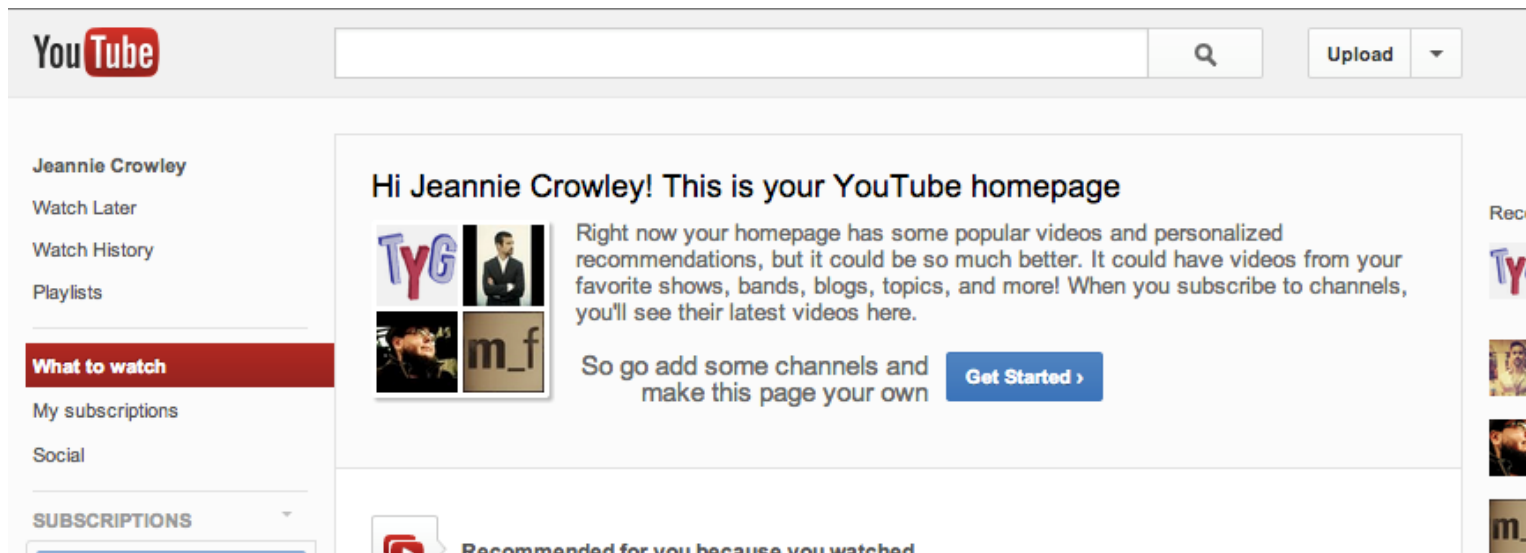 YouTube
Upload
Jeannie Crowley
Watch Later
Watch History
Playlists
What to watch
My subscriptions
Social
SUBSCRIPTIONS
Hi Jeannie Crowley! This is your YouTube homepage
TYG
m_f
Right now your homepage has some popular videos and personalized
recommendations, but it could be so much better. It could have videos from your
favorite shows, bands, blogs, topics, and more! When you subscribe to channels,
you'll see their latest videos here.
So go add some channels and
make this page your own
Get Started ›
Recommended for you because you watched